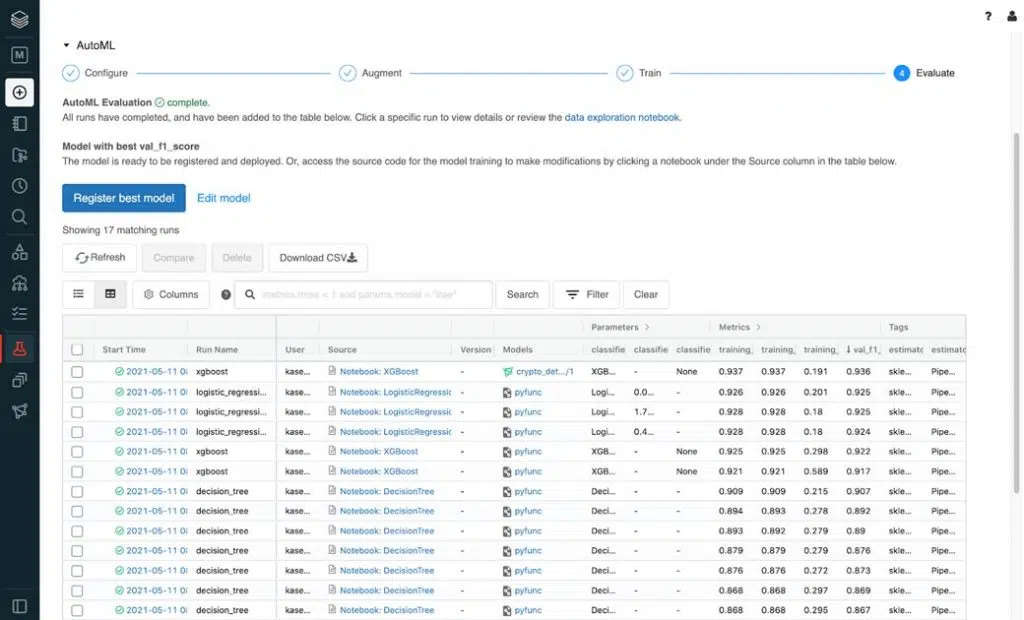 ?
AutoML
Configure Augment Train 4 Evaluate
AutoML Evaluation complete.
All runs have completed, and have been added to the table below. Click a specific run to view details or review the data exploration notebook.
Model with best val_f1_score
The model is ready to be registered and deployed. Or, access the source code for the model training to make modifications by clicking a notebook under the Source column in the table below.
Register best model Edit model
Showing 17 matching runs
Refresh Compare Delete Download CSV
Columns ? metrics.rmse < 1 and params.model = "tree" Search Filter Clear
Parameters > Metrics > Tags
Start Time Run Name User Source Version Models classifie classifie classifie training_ training_ training_ ↓ val_f1_ estimato estimato
2021-05-11 0 xgboost kase... Notebook: XGBoost - crypto_det.../1 XGB... - None 0.937 0.937 0.191 0.936 skle... Pipe...
2021-05-11 0 logistic_regressi... kase... Notebook: LogisticRegressic - pyfunc Logi... 0.0... - 0.926 0.926 0.201 0.925 skle... Pipe...
2021-05-11 0 logistic_regressi... kase... Notebook: LogisticRegressic - pyfunc Logi... 1.7... - 0.928 0.928 0.18 0.925 skle... Pipe...
2021-05-11 0 logistic_regressi... kase... Notebook: LogisticRegressic - pyfunc Logi... 0.4... - 0.928 0.928 0.18 0.924 skle... Pipe...
2021-05-11 0 xgboost kase... Notebook: XGBoost - pyfunc XGB... - None 0.925 0.925 0.298 0.922 skle... Pipe...
2021-05-11 0 xgboost kase... Notebook: XGBoost - pyfunc XGB... - None 0.921 0.921 0.589 0.917 skle... Pipe...
2021-05-11 0 decision_tree kase... Notebook: DecisionTree - pyfunc Deci... - - 0.909 0.909 0.215 0.907 skle... Pipe...
2021-05-11 0 decision_tree kase... Notebook: DecisionTree - pyfunc Deci... - - 0.894 0.893 0.278 0.892 skle... Pipe...
2021-05-11 0 decision_tree kase... Notebook: DecisionTree - pyfunc Deci... - - 0.893 0.892 0.279 0.89 skle... Pipe...
2021-05-11 0 decision_tree kase... Notebook: DecisionTree - pyfunc Deci... - - 0.879 0.879 0.279 0.876 skle... Pipe...
2021-05-11 0 decision_tree kase... Notebook: DecisionTree - pyfunc Deci... - - 0.876 0.876 0.272 0.873 skle... Pipe...
2021-05-11 0 decision_tree kase... Notebook: DecisionTree - pyfunc Deci... - - 0.868 0.868 0.297 0.869 skle... Pipe...
2021-05-11 0 decision_tree kase... Notebook: DecisionTree - pyfunc Deci... - - 0.868 0.868 0.295 0.867 skle... Pipe...